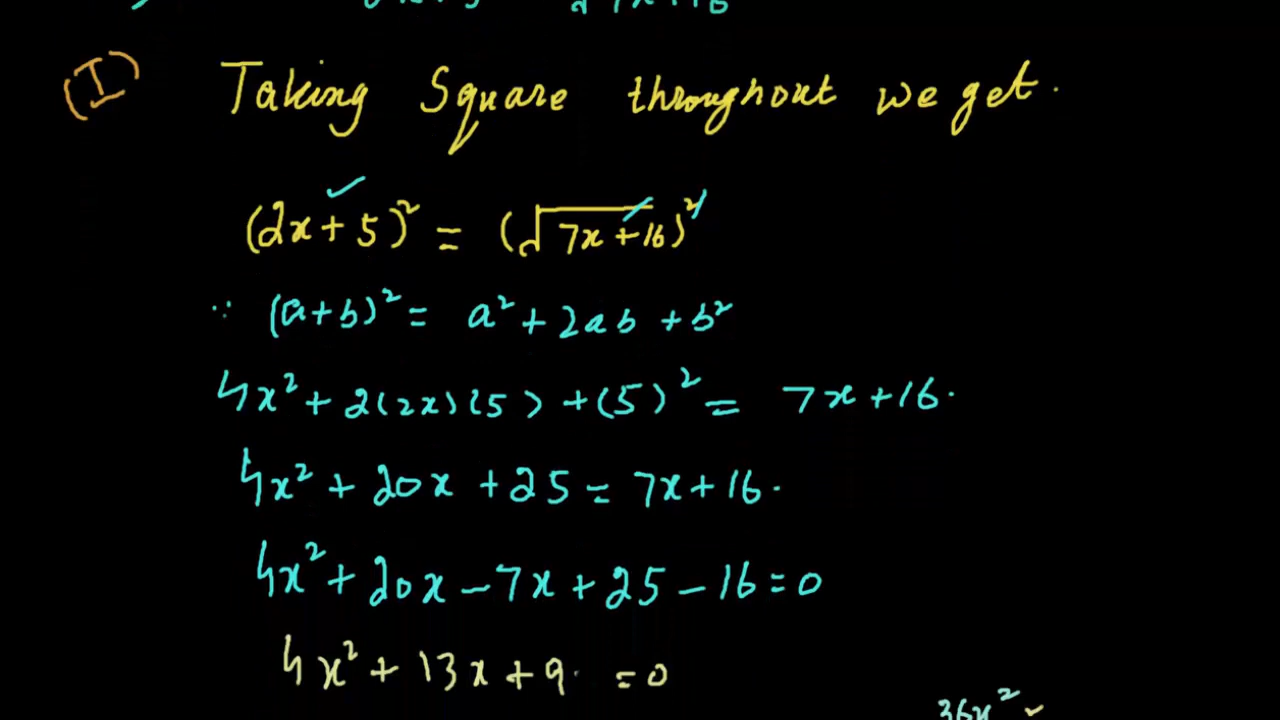 (I) Taking Square throughout we get.
(2x+5)² = (√7x+16)²
∵ (a+b)² = a² + 2ab + b²
4x² + 2(2x)(5) + (5)² = 7x+16.
4x² + 20x + 25 = 7x+16.
4x² + 20x - 7x + 25 - 16 = 0
4x² + 13x + 9. = 0
36x²